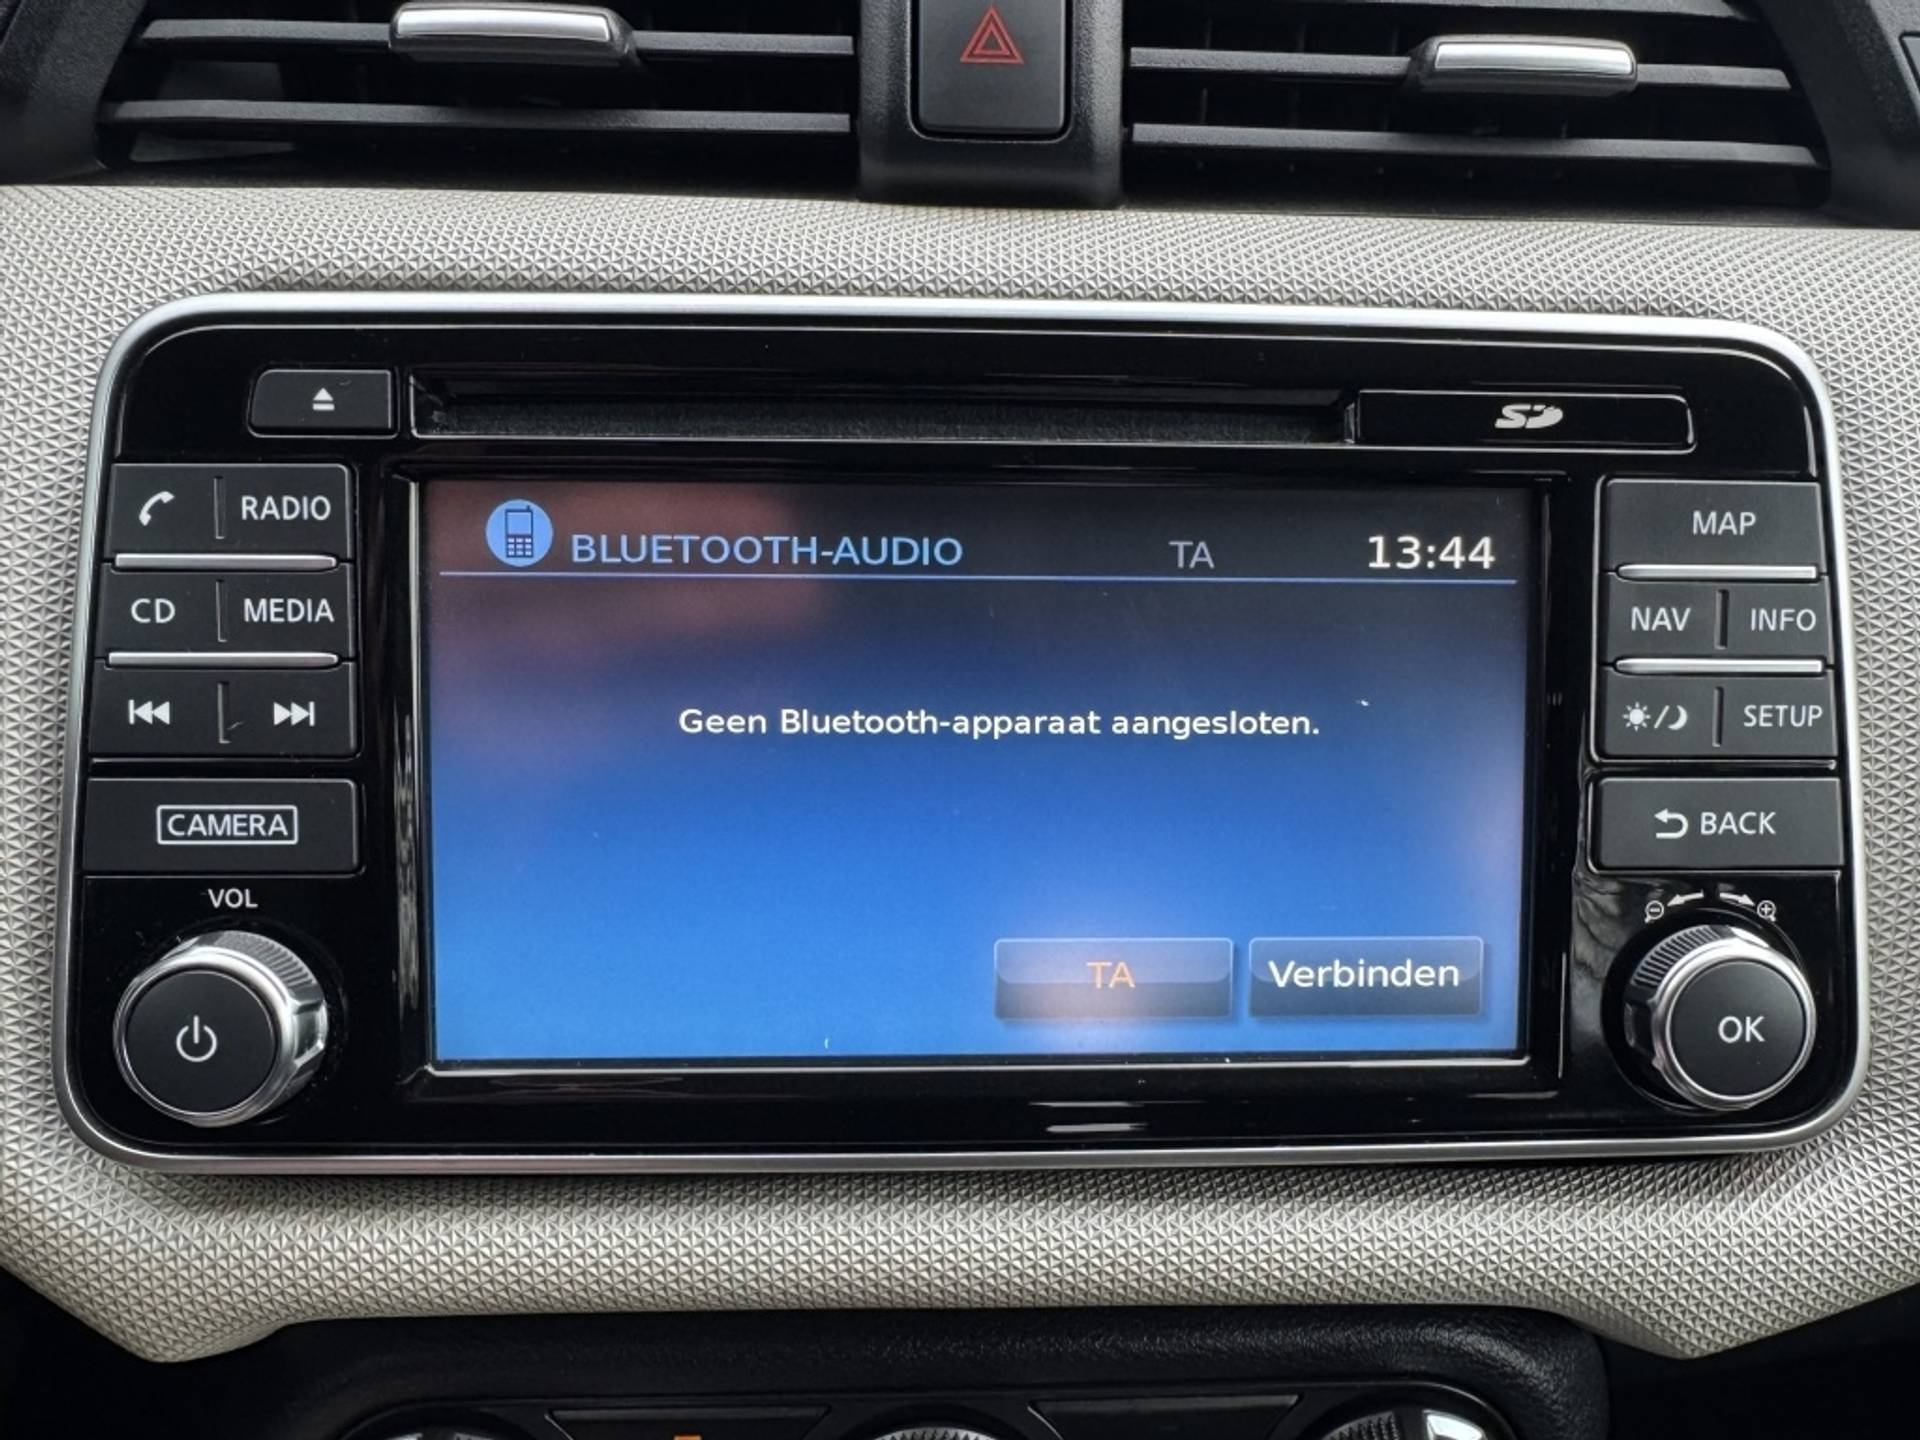 SD
RADIO
MAP
BLUETOOTH-AUDIO TA 13:44
CD MEDIA
NAV INFO
Geen Bluetooth-apparaat aangesloten.
SETUP
CAMERA
BACK
VOL
TA Verbinden
OK